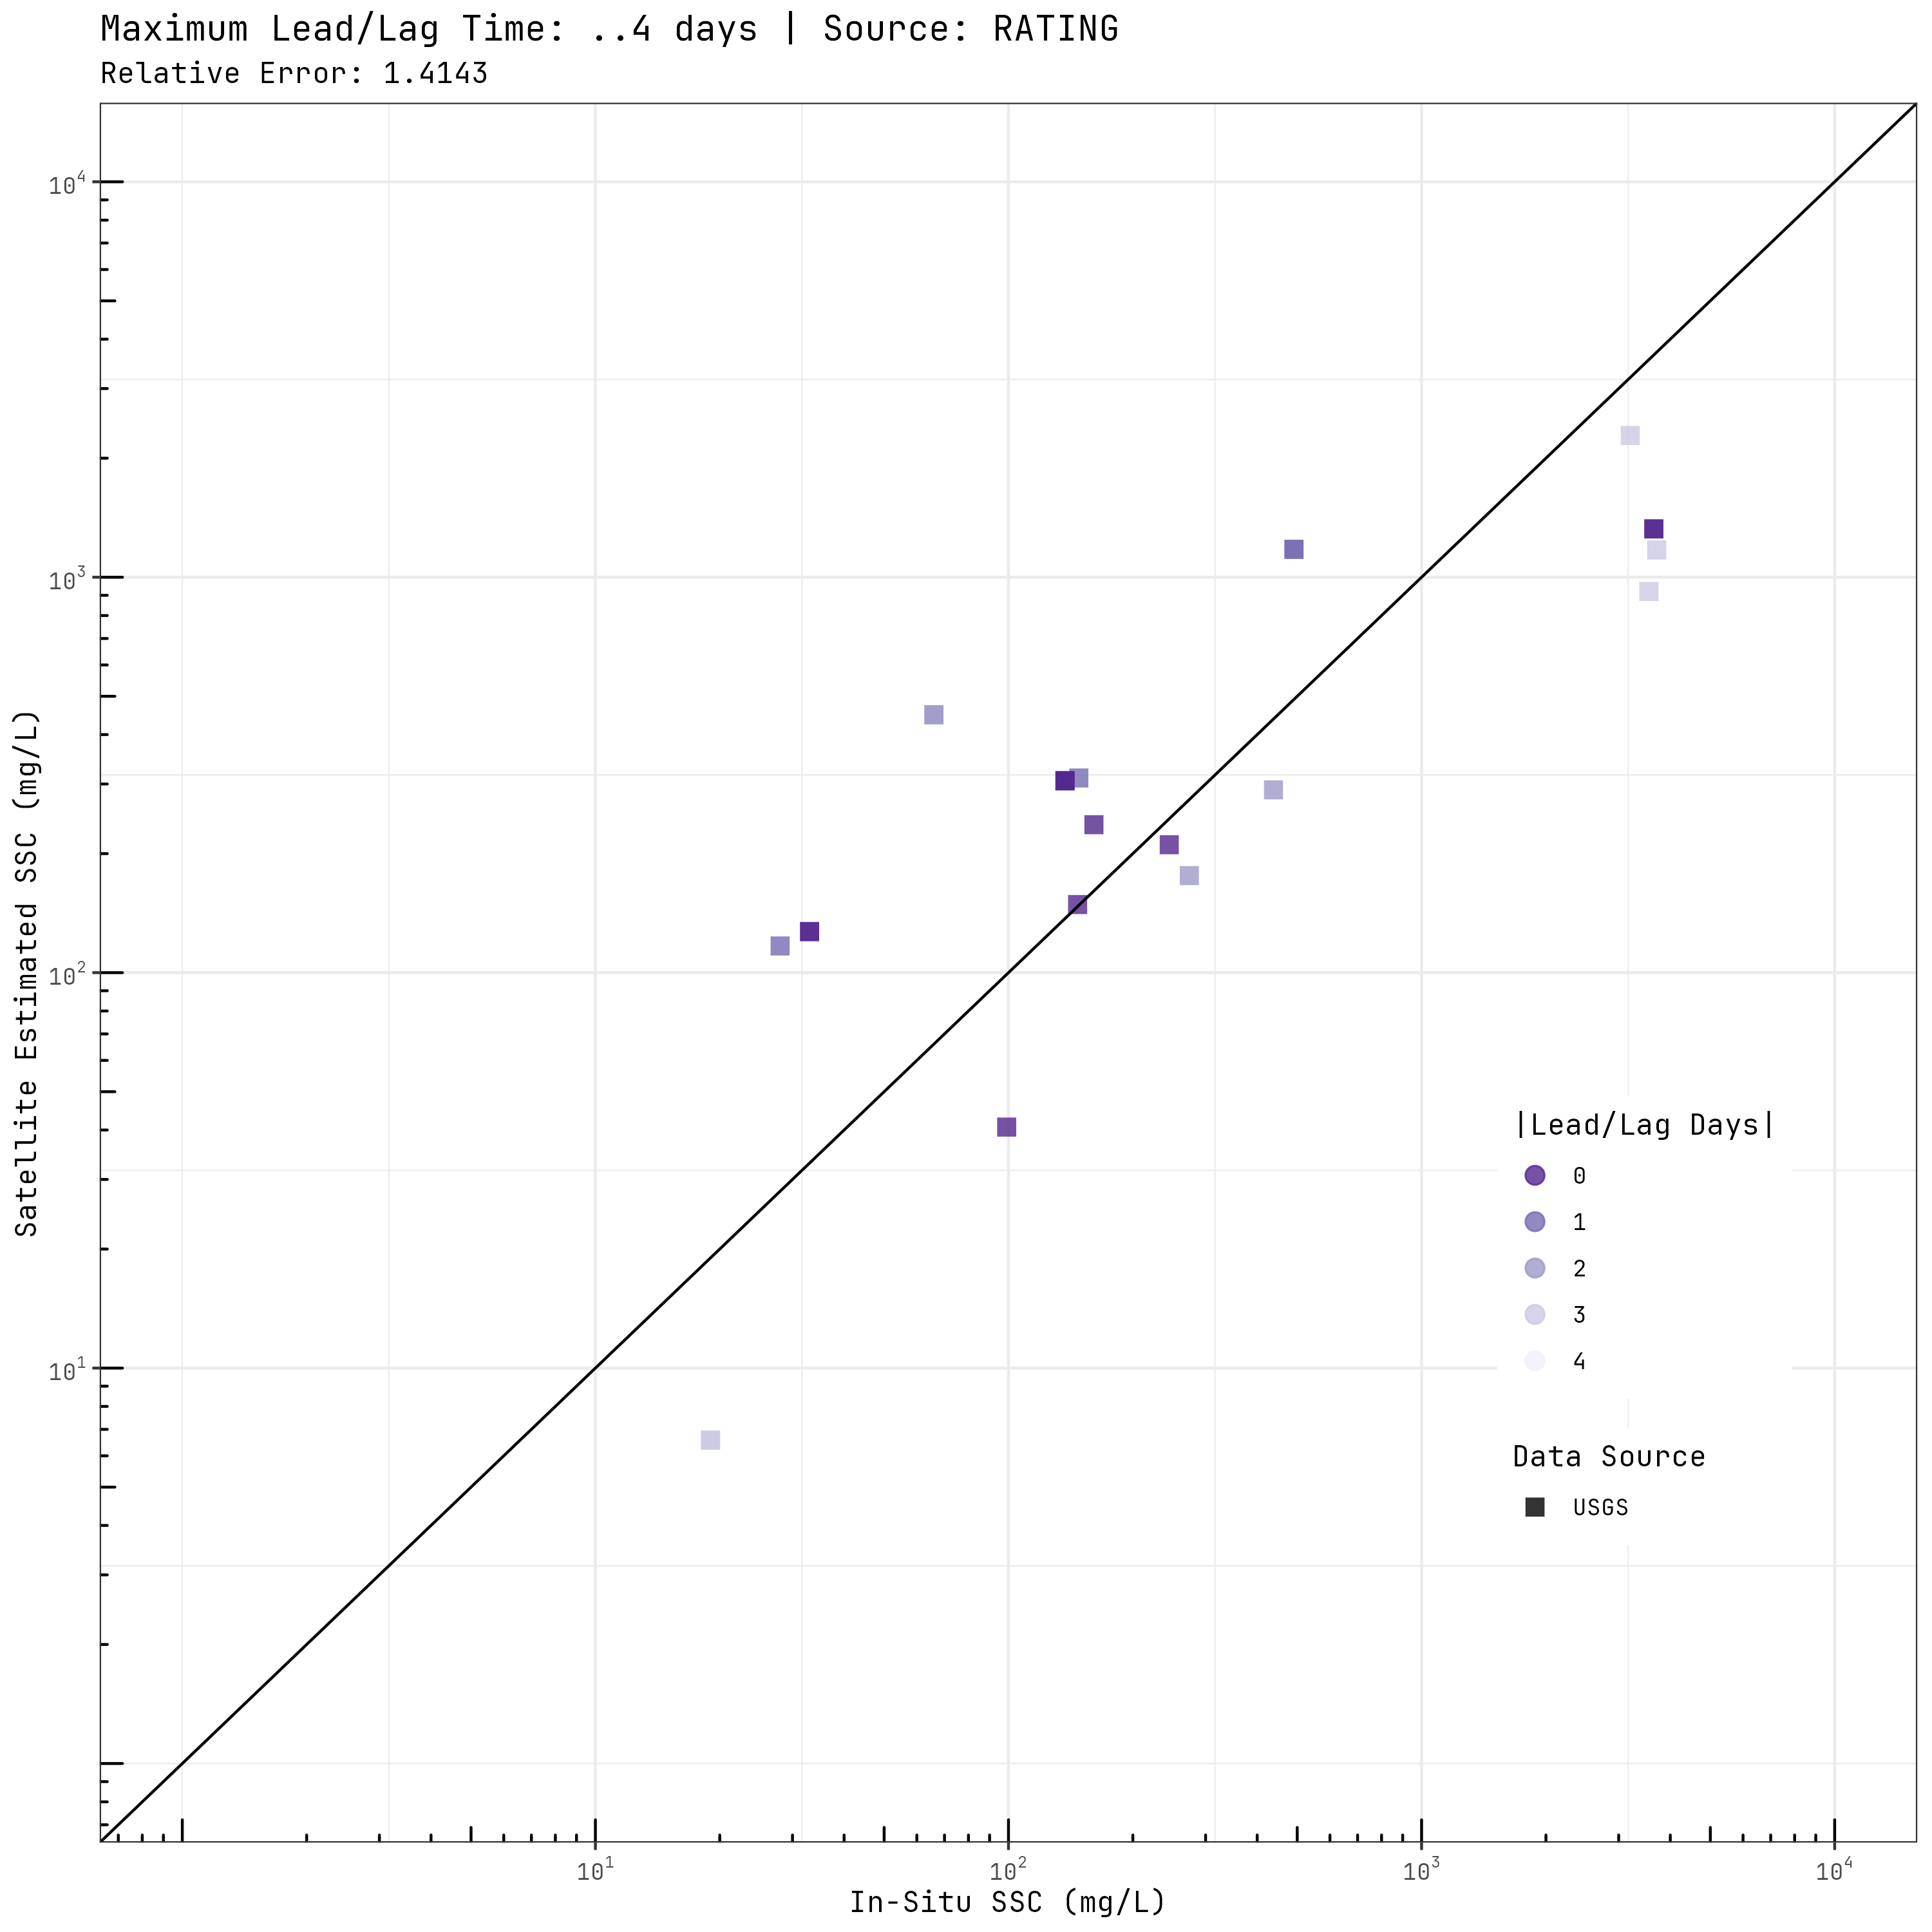 Maximum Lead/Lag Time: ..4 days | Source: RATING
Relative Error: 1.4143
Satellite Estimated SSC (mg/L)
10⁴
10³
10²
10¹
|Lead/Lag Days|
0
1
2
3
4
Data Source
USGS
10¹ 10² 10³ 10⁴
In-Situ SSC (mg/L)